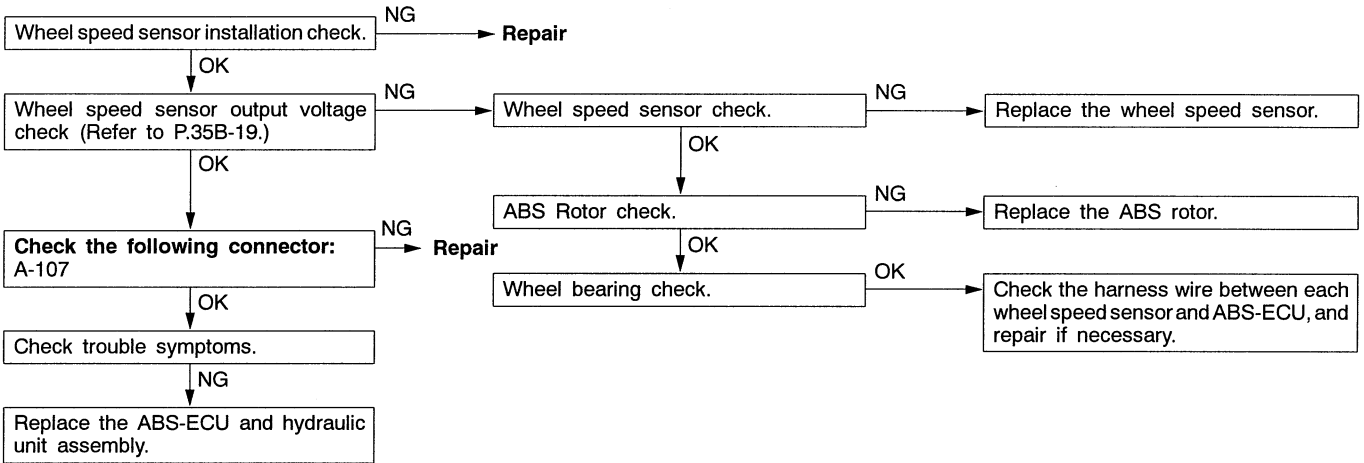 Wheel speed sensor installation check.
NG
Repair
OK
Wheel speed sensor output voltage
check (Refer to P.35B-19.)
NG
Wheel speed sensor check.
NG
Replace the wheel speed sensor.
OK
OK
ABS Rotor check.
NG
Replace the ABS rotor.
Check the following connector:
A-107
NG
Repair
OK
Wheel bearing check.
OK
Check the harness wire between each
wheel speed sensor and ABS-ECU, and
repair if necessary.
OK
Check trouble symptoms.
NG
Replace the ABS-ECU and hydraulic
unit assembly.